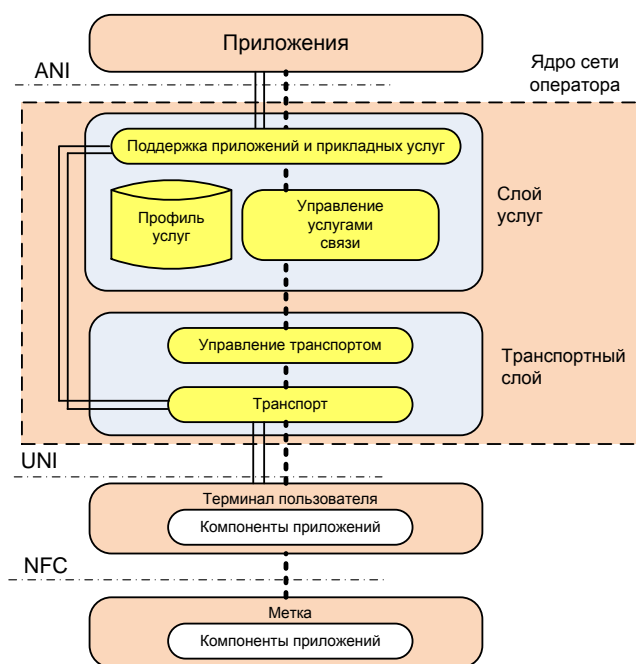 Приложения
ANI
Ядро сети
оператора
Поддержка приложений и прикладных услуг
Профиль
услуг
Управление
услугами
связи
Слой
услуг
Управление транспортом
Транспорт
Транспортный
слой
UNI
Терминал пользователя
Компоненты приложений
NFC
Метка
Компоненты приложений